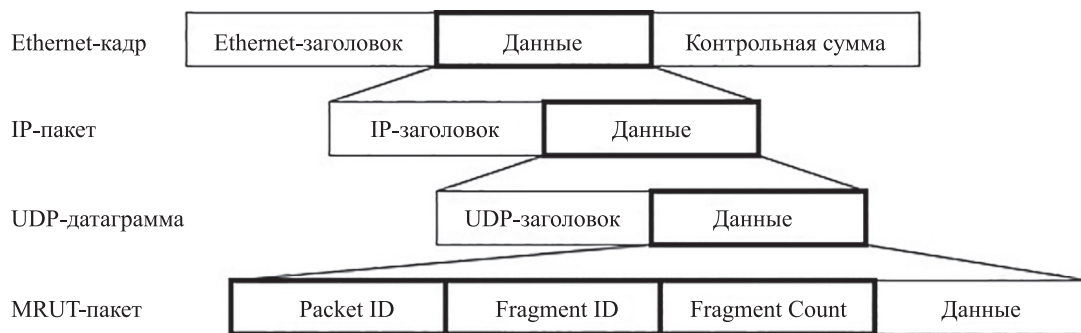 Ethernet-кадр Ethernet-заголовок Данные Контрольная сумма
IP-пакет IP-заголовок Данные
UDP-датаграмма UDP-заголовок Данные
MRUT-пакет Packet ID Fragment ID Fragment Count Данные